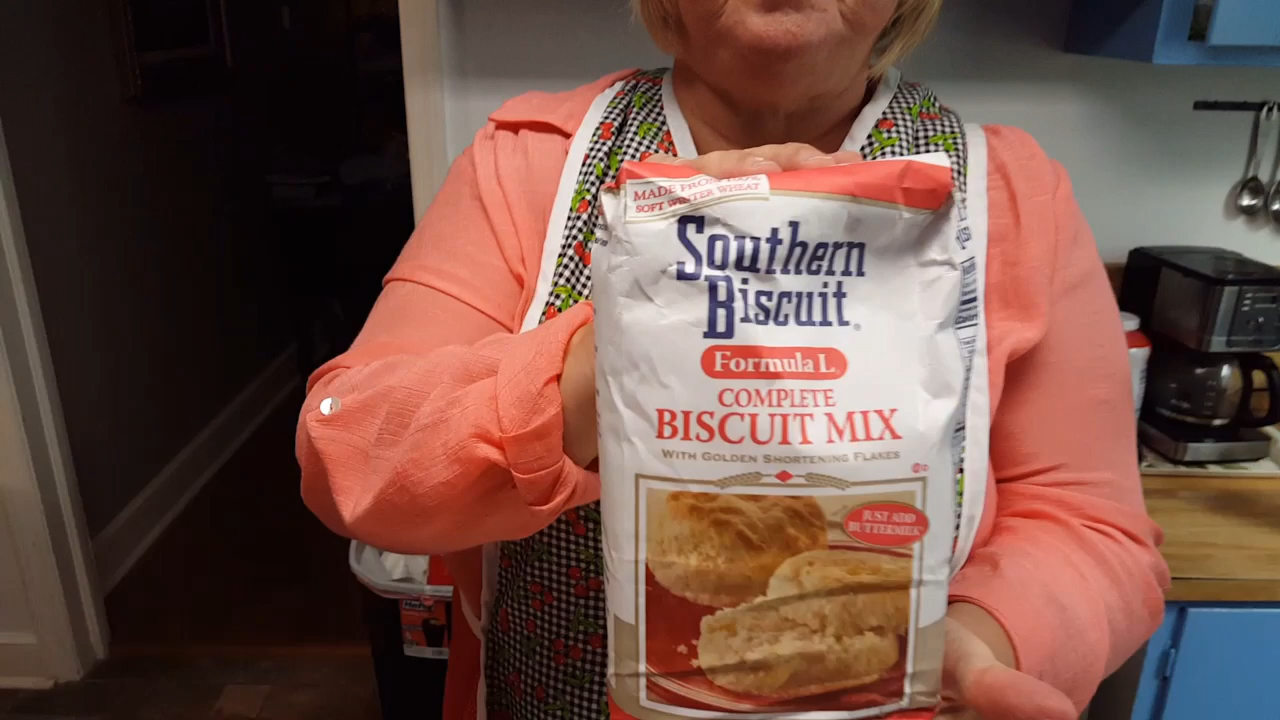 MADE FROM 100%
SOFT WINTER WHEAT
Southern
Biscuit®
Formula L
COMPLETE
BISCUIT MIX
WITH GOLDEN SHORTENING FLAKES
JUST ADD
BUTTERMILK